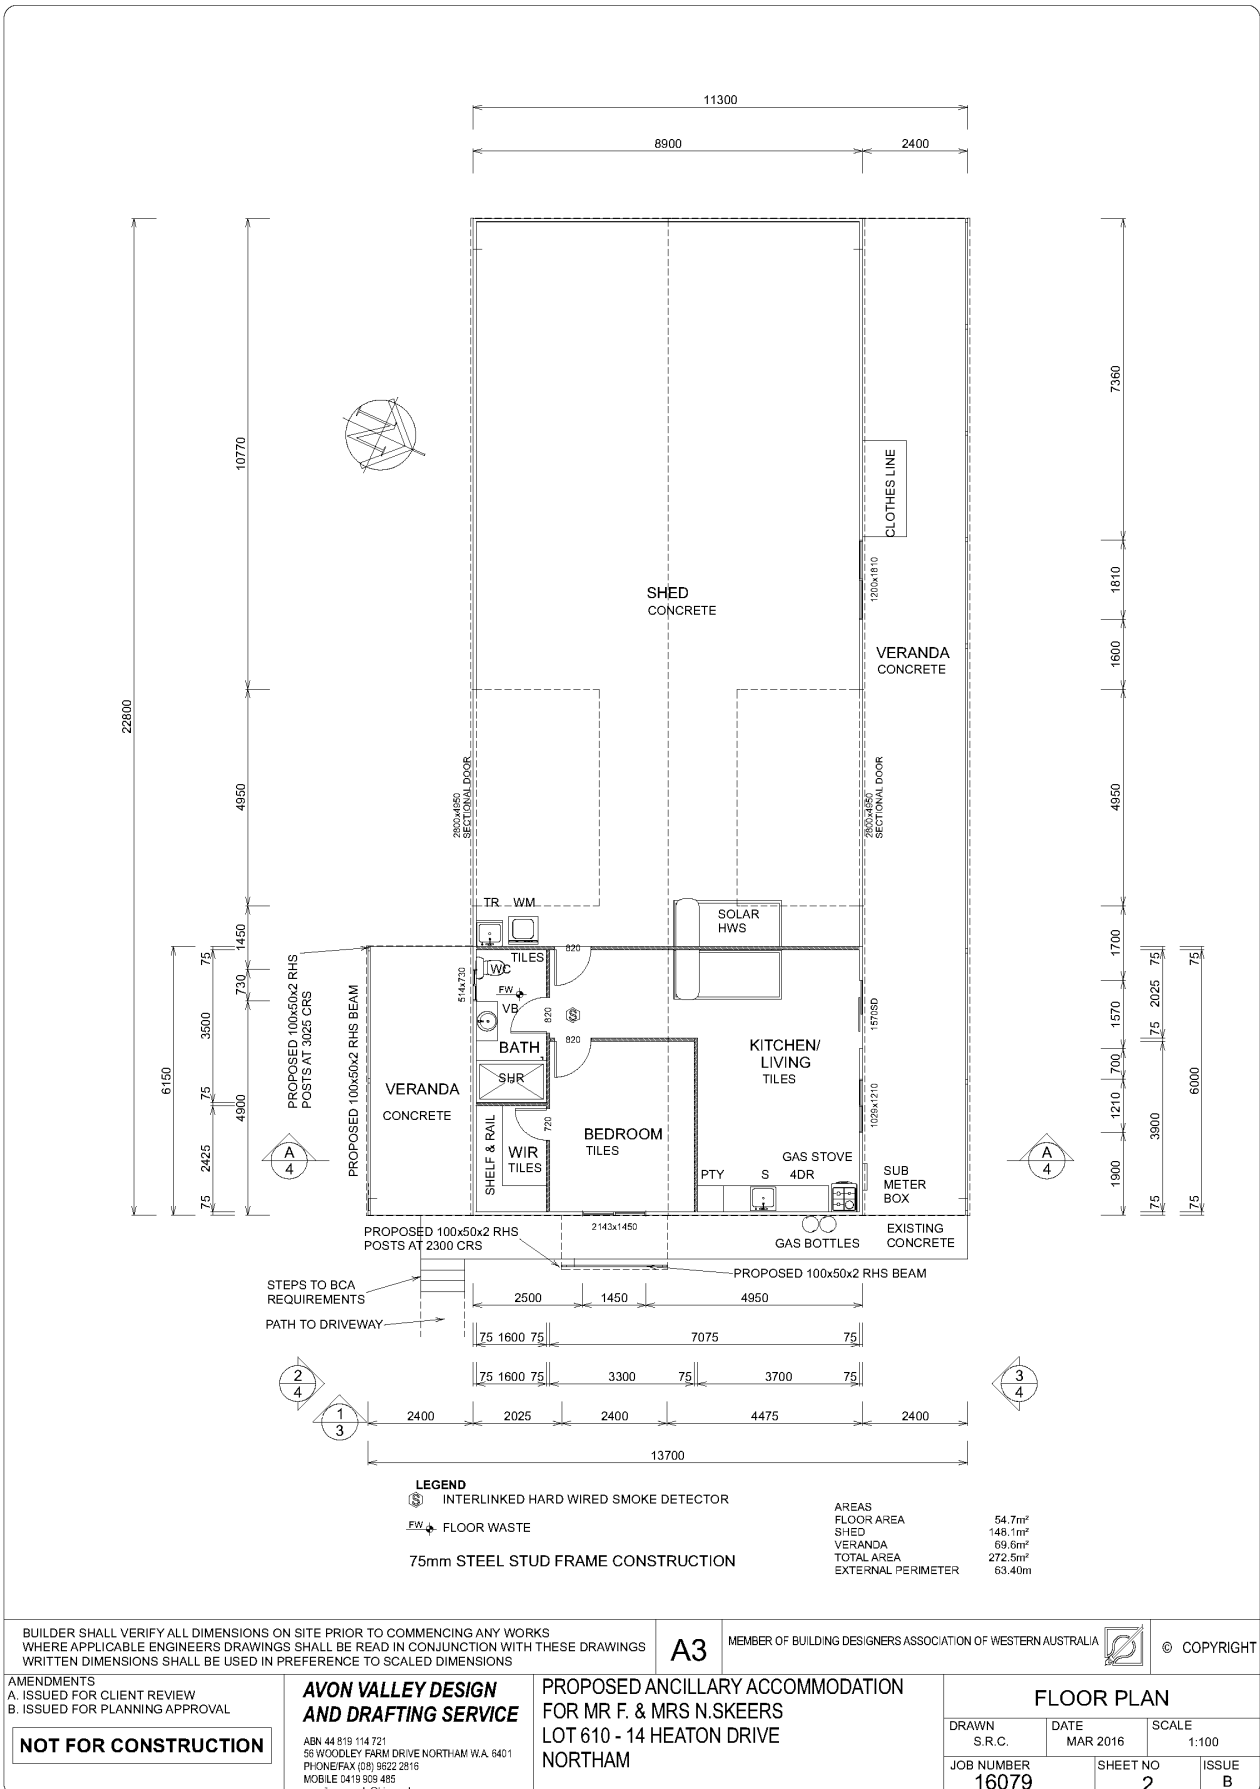 11300
8900
2400
22800
10770
4950
1450
730
4900
6150
75
3500
75
2425
75
7360
1810
1600
4950
1700
1570
700
1210
1900
75
2025
75
3900
75
75
6000
75
CLOTHES LINE
1200x1810
SHED
CONCRETE
VERANDA
CONCRETE
2800x4950
SECTIONAL DOOR
2800x4950
SECTIONAL DOOR
TR
WM
SOLAR
HWS
820
TILES
WC
FW
VB
514x730
820
820
BATH
SHR
1570SD
KITCHEN/
LIVING
TILES
1029x1210
PROPOSED 100x50x2 RHS
POSTS AT 3025 CRS
PROPOSED 100x50x2 RHS BEAM
VERANDA
CONCRETE
SHELF & RAIL
720
WIR
TILES
BEDROOM
TILES
GAS STOVE
PTY
S
4DR
SUB
METER
BOX
A
4
A
4
PROPOSED 100x50x2 RHS
POSTS AT 2300 CRS
2143x1450
GAS BOTTLES
EXISTING
CONCRETE
PROPOSED 100x50x2 RHS BEAM
STEPS TO BCA
REQUIREMENTS
PATH TO DRIVEWAY
2500
1450
4950
75 1600 75
7075
75
75 1600 75
3300
75
3700
75
2
4
3
4
1
3
2400
2025
2400
4475
2400
13700
LEGEND
S INTERLINKED HARD WIRED SMOKE DETECTOR
FW FLOOR WASTE
75mm STEEL STUD FRAME CONSTRUCTION
AREAS
FLOOR AREA 54.7m²
SHED 148.1m²
VERANDA 69.6m²
TOTAL AREA 272.5m²
EXTERNAL PERIMETER 63.40m
BUILDER SHALL VERIFY ALL DIMENSIONS ON SITE PRIOR TO COMMENCING ANY WORKS
WHERE APPLICABLE ENGINEERS DRAWINGS SHALL BE READ IN CONJUNCTION WITH THESE DRAWINGS
WRITTEN DIMENSIONS SHALL BE USED IN PREFERENCE TO SCALED DIMENSIONS
A3
MEMBER OF BUILDING DESIGNERS ASSOCIATION OF WESTERN AUSTRALIA
© COPYRIGHT
AMENDMENTS
A. ISSUED FOR CLIENT REVIEW
B. ISSUED FOR PLANNING APPROVAL
NOT FOR CONSTRUCTION
AVON VALLEY DESIGN
AND DRAFTING SERVICE
ABN 44 819 114 721
56 WOODLEY FARM DRIVE NORTHAM W.A. 6401
PHONE/FAX (08) 9622 2816
MOBILE 0419 909 485
PROPOSED ANCILLARY ACCOMMODATION
FOR MR F. & MRS N.SKEERS
LOT 610 - 14 HEATON DRIVE
NORTHAM
FLOOR PLAN
DRAWN
S.R.C.
DATE
MAR 2016
SCALE
1:100
JOB NUMBER
16079
SHEET NO
2
ISSUE
B